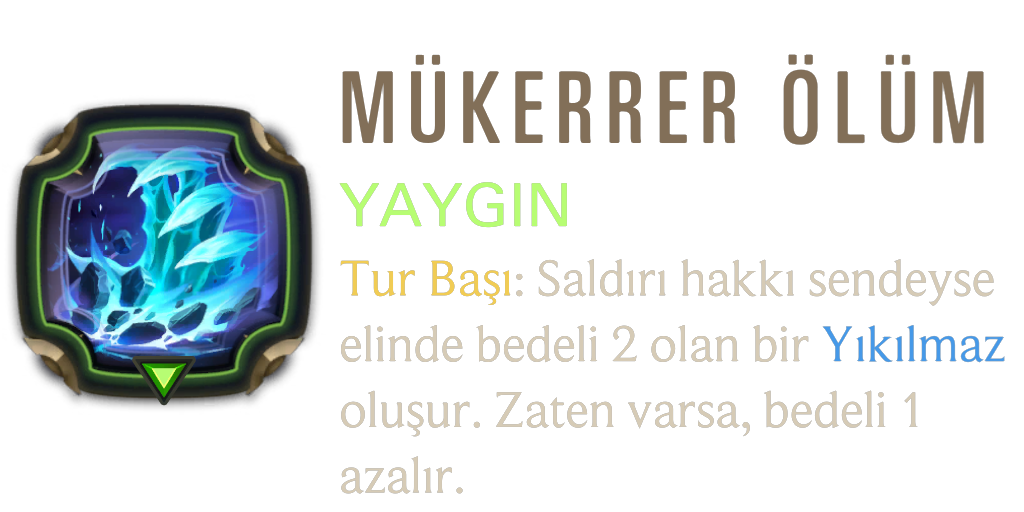 MÜKERRER ÖLÜM
YAYGIN
Tur Başı: Saldırı hakkı sendeyse
elinde bedeli 2 olan bir Yıkılmaz
oluşur. Zaten varsa, bedeli 1
azalır.